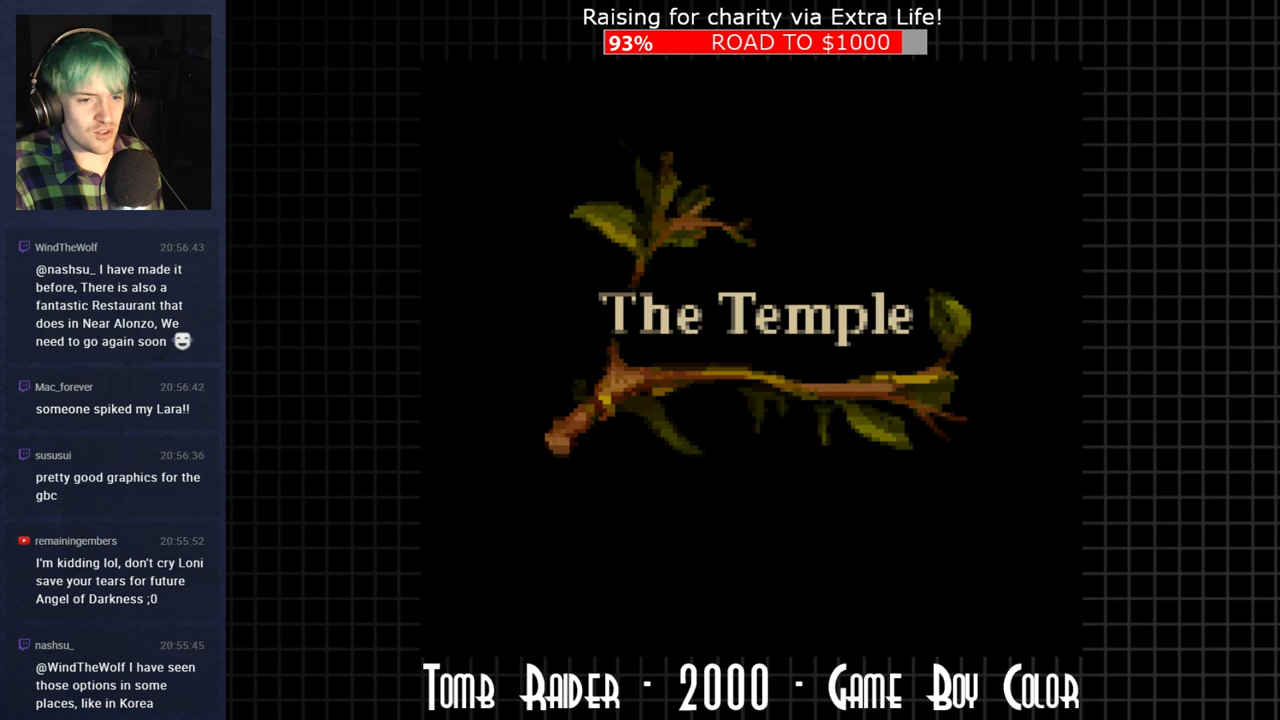 Raising for charity via Extra Life!
93% ROAD TO $1000
WindTheWolf 20:56:43
@nashsu_ I have made it
before, There is also a
fantastic Restaurant that
does in Near Alonzo, We
need to go again soon
Mac_forever 20:56:42
someone spiked my Lara!!
sususui 20:56:36
pretty good graphics for the
gbc
remainingembers 20:55:52
I'm kidding lol, don't cry Loni
save your tears for future
Angel of Darkness ;0
nashsu_ 20:55:45
@WindTheWolf I have seen
those options in some
places, like in Korea
The Temple
Tomb Raider - 2000 - Game Boy Color